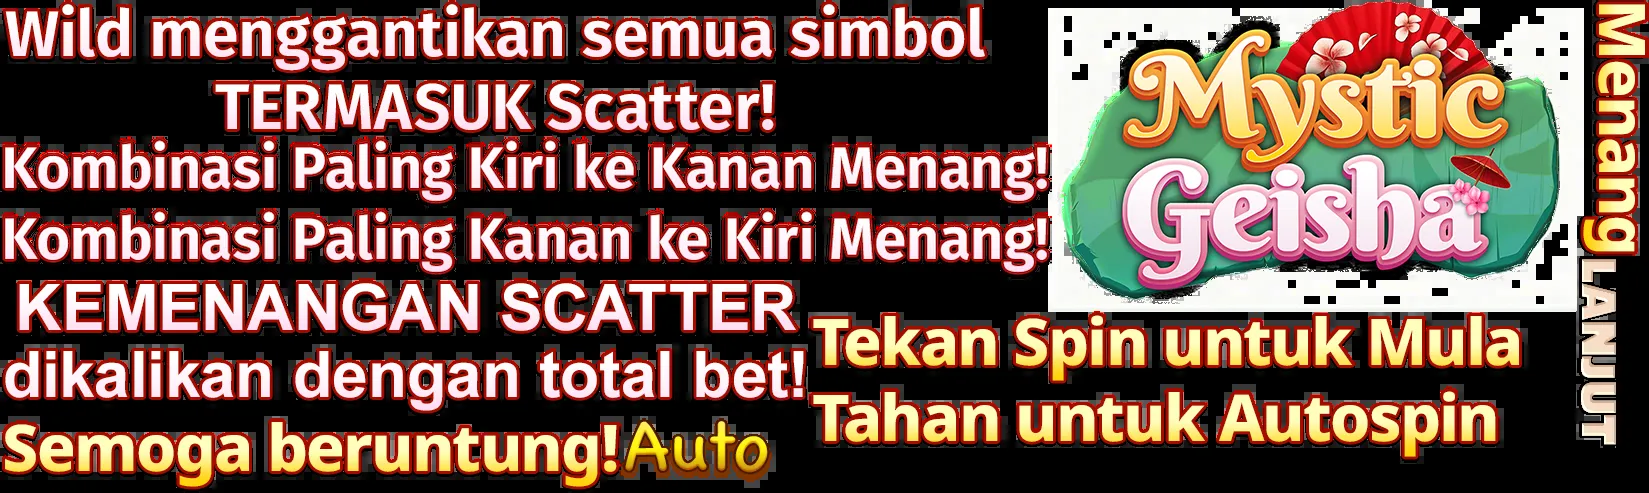 Wild menggantikan semua simbol
TERMASUK Scatter!
Kombinasi Paling Kiri ke Kanan Menang!
Kombinasi Paling Kanan ke Kiri Menang!
KEMENANGAN SCATTER
dikalikan dengan total bet!
Semoga beruntung!
Auto
Mystic
Geisha
Tekan Spin untuk Mula
Tahan untuk Autospin
Menang
LANJUT